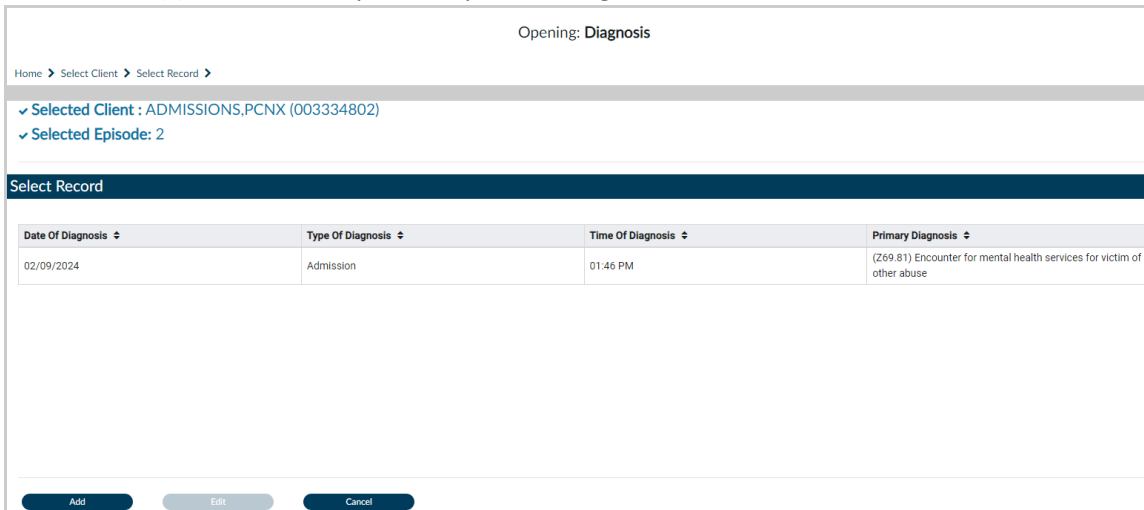 Opening: Diagnosis
Home > Select Client > Select Record >
Selected Client : ADMISSIONS,PCNX (003334802)
Selected Episode: 2
Select Record
Date Of Diagnosis Type Of Diagnosis Time Of Diagnosis Primary Diagnosis
02/09/2024 Admission 01:46 PM (Z69.81) Encounter for mental health services for victim of
other abuse
Add Edit Cancel